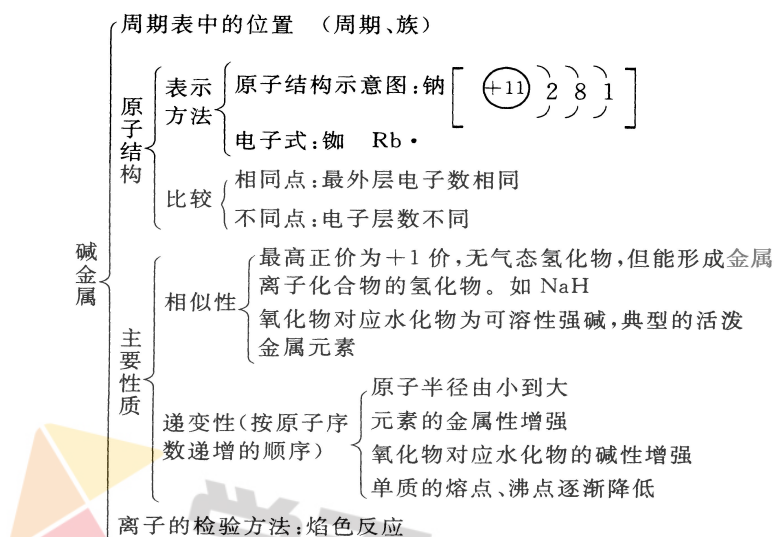 周期表中的位置 (周期、族)
原子结构示意图:钠 +11 2 8 1
表示
方法
电子式:铷 Rb·
原子结构
相同点:最外层电子数相同
比较
不同点:电子层数不同
碱金属
最高正价为+1价,无气态氢化物,但能形成金属
离子化合物的氢化物。如 NaH
相似性
氧化物对应水化物为可溶性强碱,典型的活泼
金属元素
主要性质
原子半径由小到大
递变性(按原子序
数递增的顺序)
元素的金属性增强
氧化物对应水化物的碱性增强
单质的熔点、沸点逐渐降低
离子的检验方法:焰色反应